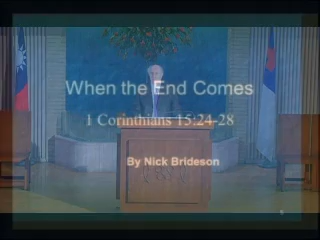 When the End Comes
1 Corinthians 15:24-28
By Nick Brideson